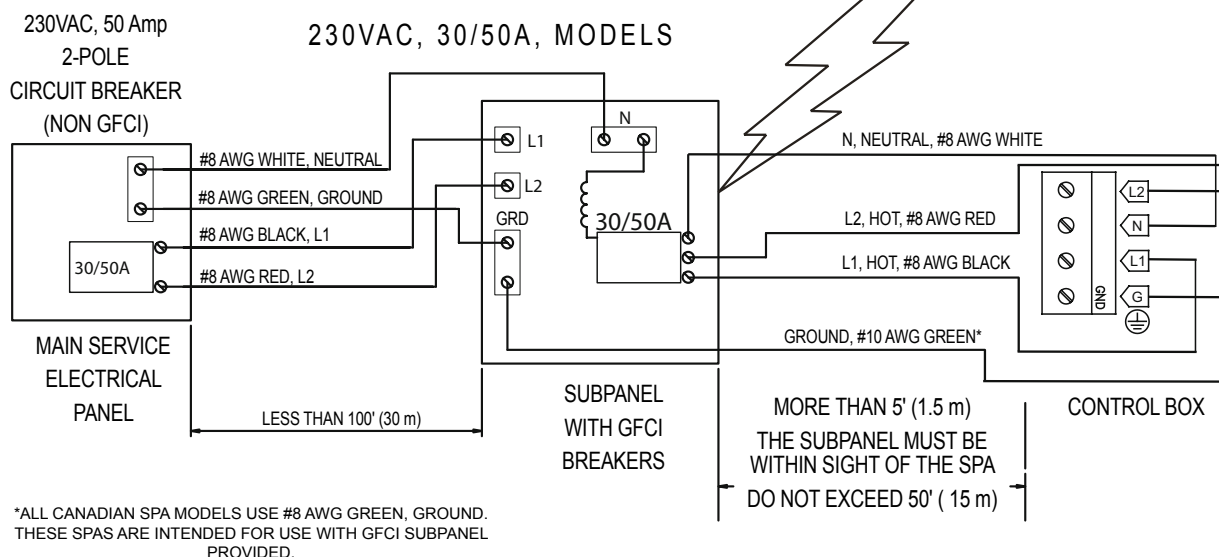 230VAC, 50 Amp
2-POLE
CIRCUIT BREAKER
(NON GFCI)
230VAC, 30/50A, MODELS
#8 AWG WHITE, NEUTRAL
#8 AWG GREEN, GROUND
#8 AWG BLACK, L1
30/50A
#8 AWG RED, L2
MAIN SERVICE
ELECTRICAL
PANEL
LESS THAN 100' (30 m)
N
L1
L2
GRD
30/50A
SUBPANEL
WITH GFCI
BREAKERS
N, NEUTRAL, #8 AWG WHITE
L2, HOT, #8 AWG RED
L1, HOT, #8 AWG BLACK
GROUND, #10 AWG GREEN*
L2
N
L1
G
GND
CONTROL BOX
MORE THAN 5' (1.5 m)
THE SUBPANEL MUST BE
WITHIN SIGHT OF THE SPA
DO NOT EXCEED 50' ( 15 m)
*ALL CANADIAN SPA MODELS USE #8 AWG GREEN, GROUND.
THESE SPAS ARE INTENDED FOR USE WITH GFCI SUBPANEL
PROVIDED.